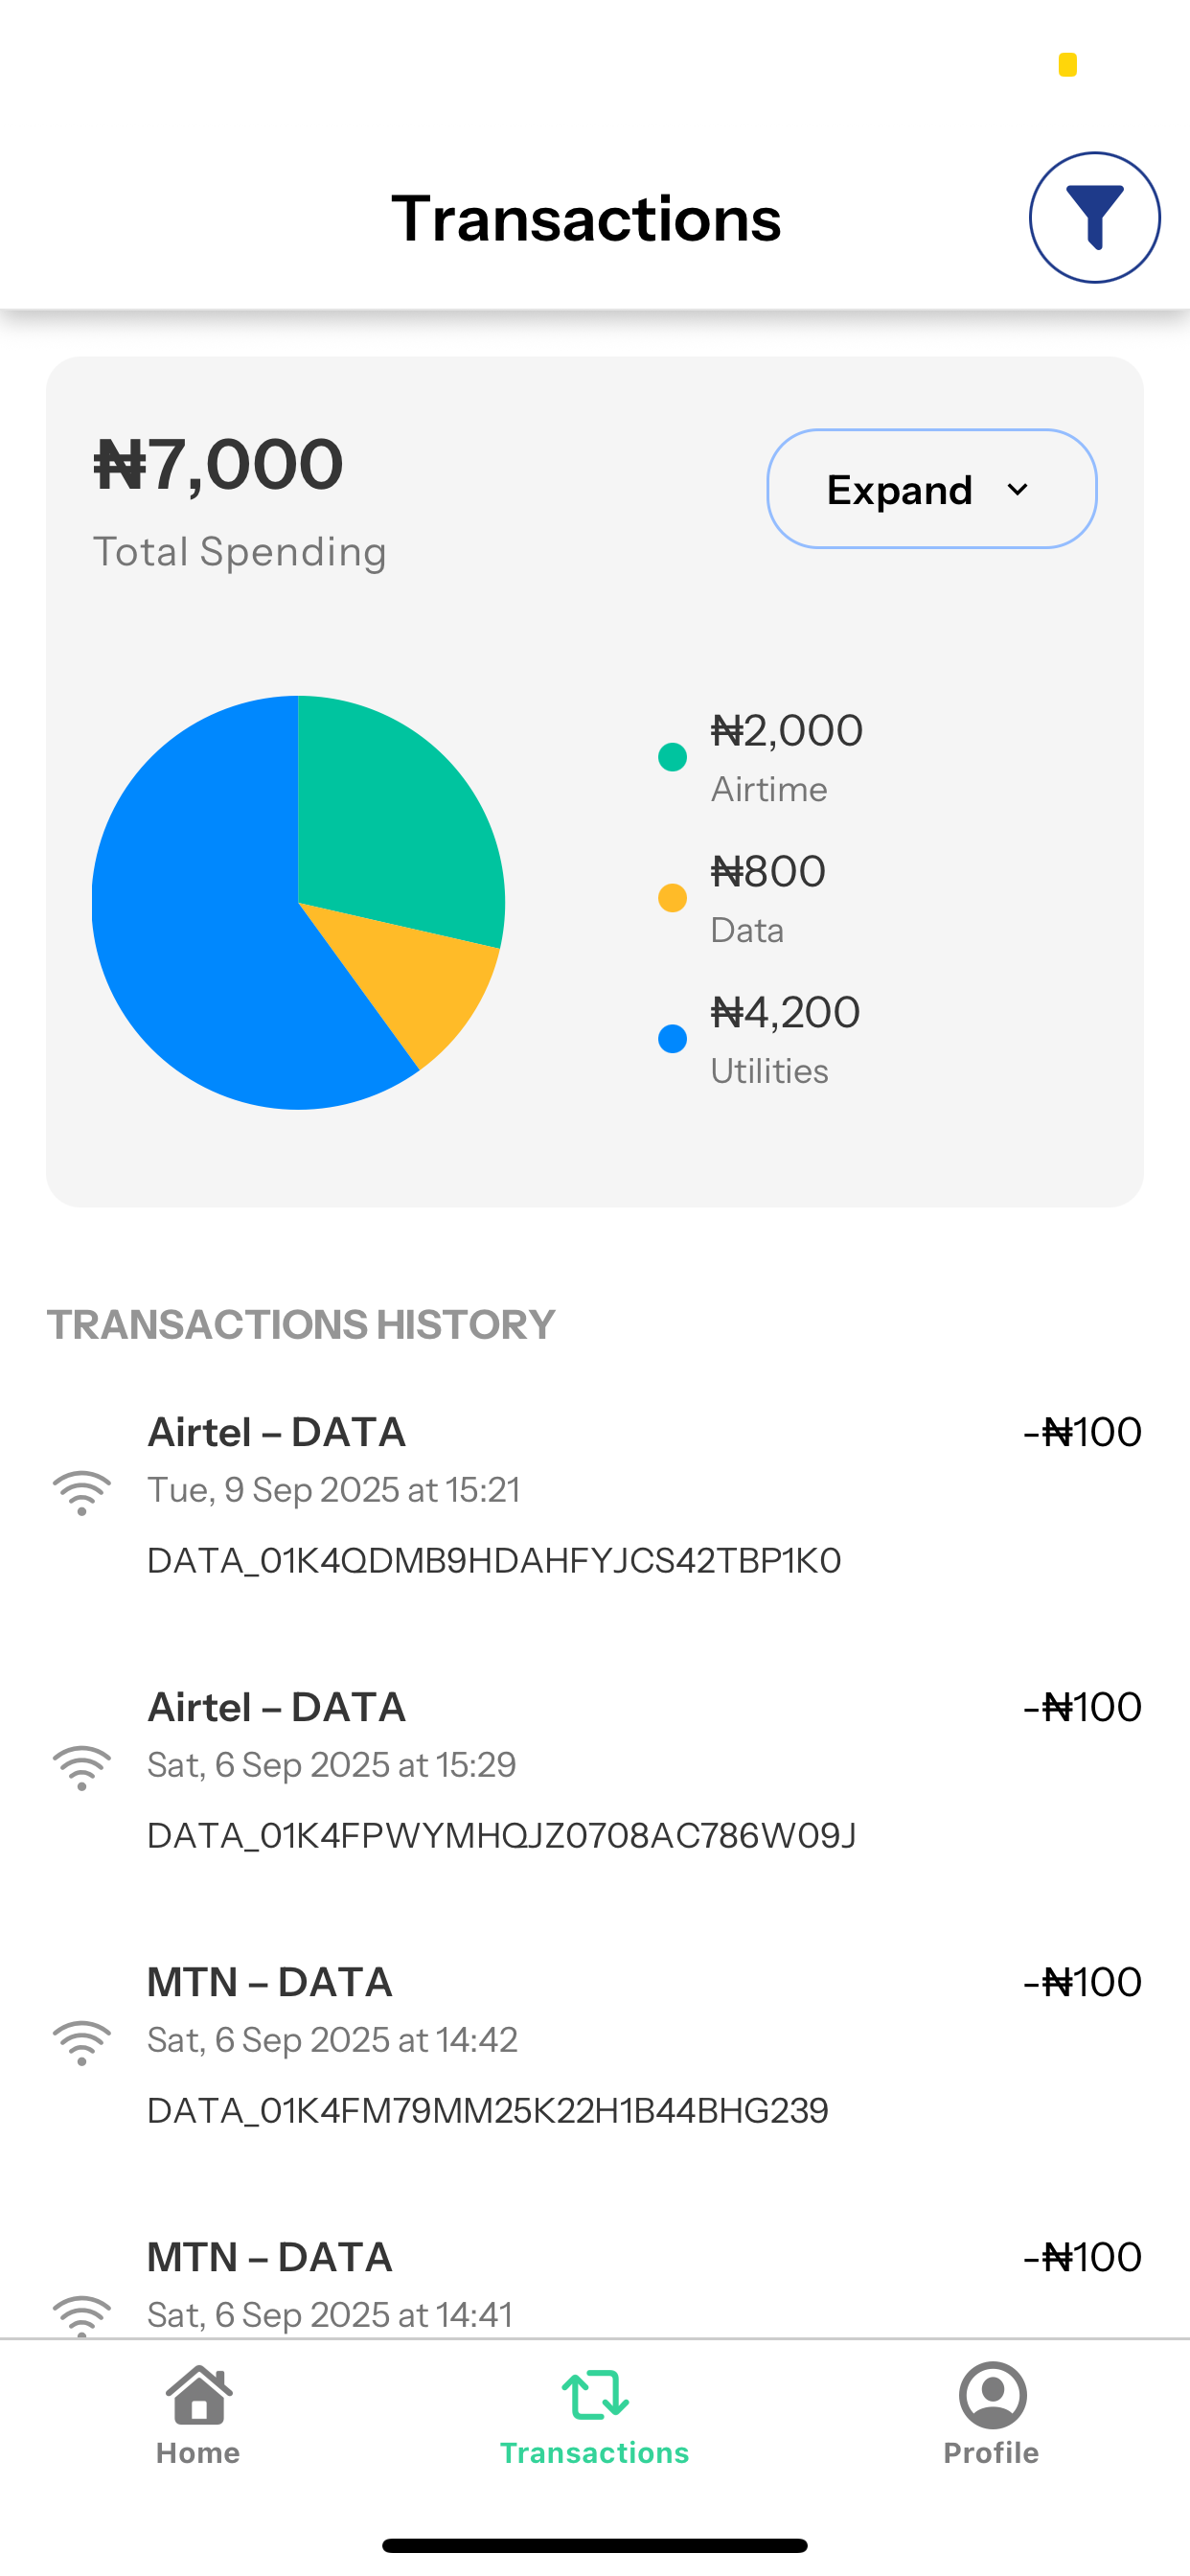 Transactions
₦7,000
Total Spending
Expand
₦2,000
Airtime
₦800
Data
₦4,200
Utilities
TRANSACTIONS HISTORY
Airtel – DATA
-₦100
Tue, 9 Sep 2025 at 15:21
DATA_01K4QDMB9HDAHFYJCS42TBP1K0
Airtel – DATA
-₦100
Sat, 6 Sep 2025 at 15:29
DATA_01K4FPWYMHQJZ0708AC786W09J
MTN – DATA
-₦100
Sat, 6 Sep 2025 at 14:42
DATA_01K4FM79MM25K22H1B44BHG239
MTN – DATA
-₦100
Sat, 6 Sep 2025 at 14:41
Home
Transactions
Profile